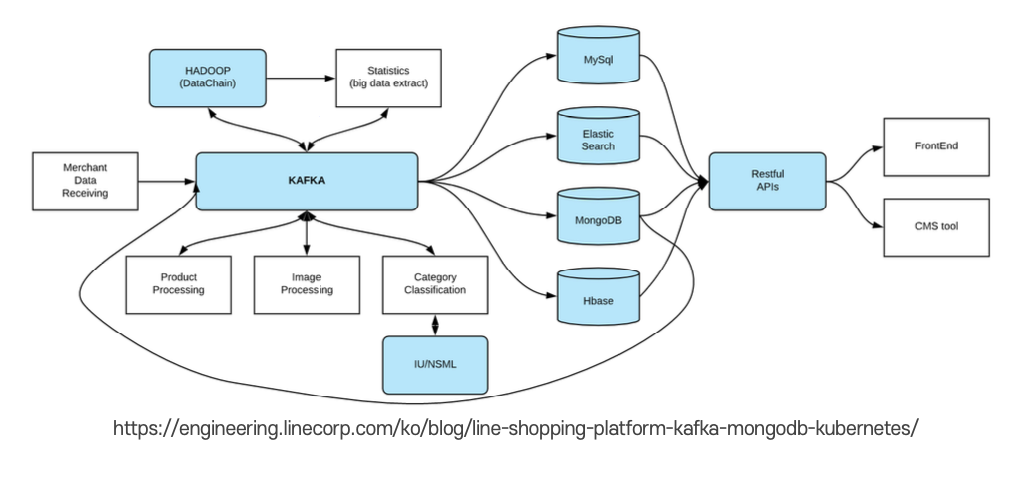 HADOOP
(DataChain)
Statistics
(big data extract)
MySql
Elastic
Search
Merchant
Data
Receiving
KAFKA
Restful
APIs
FrontEnd
MongoDB
CMS tool
Product
Processing
Image
Processing
Category
Classification
Hbase
IU/NSML
https://engineering.linecorp.com/ko/blog/line-shopping-platform-kafka-mongodb-kubernetes/